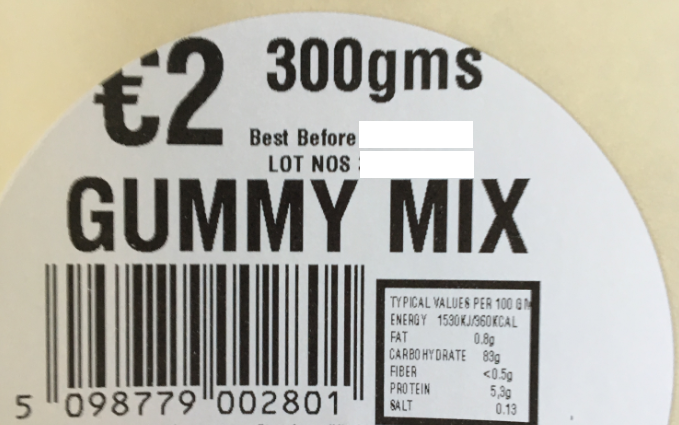 €2 300gms
Best Before
LOT NOS
GUMMY MIX
TYPICAL VALUES PER 100
ENERGY 1530KJ/360KCAL
FAT 0.8g
CARBOHYDRATE 83g
FIBER <0.5g
PROTEIN 5,3g
SALT 0.13
5 098779 002801